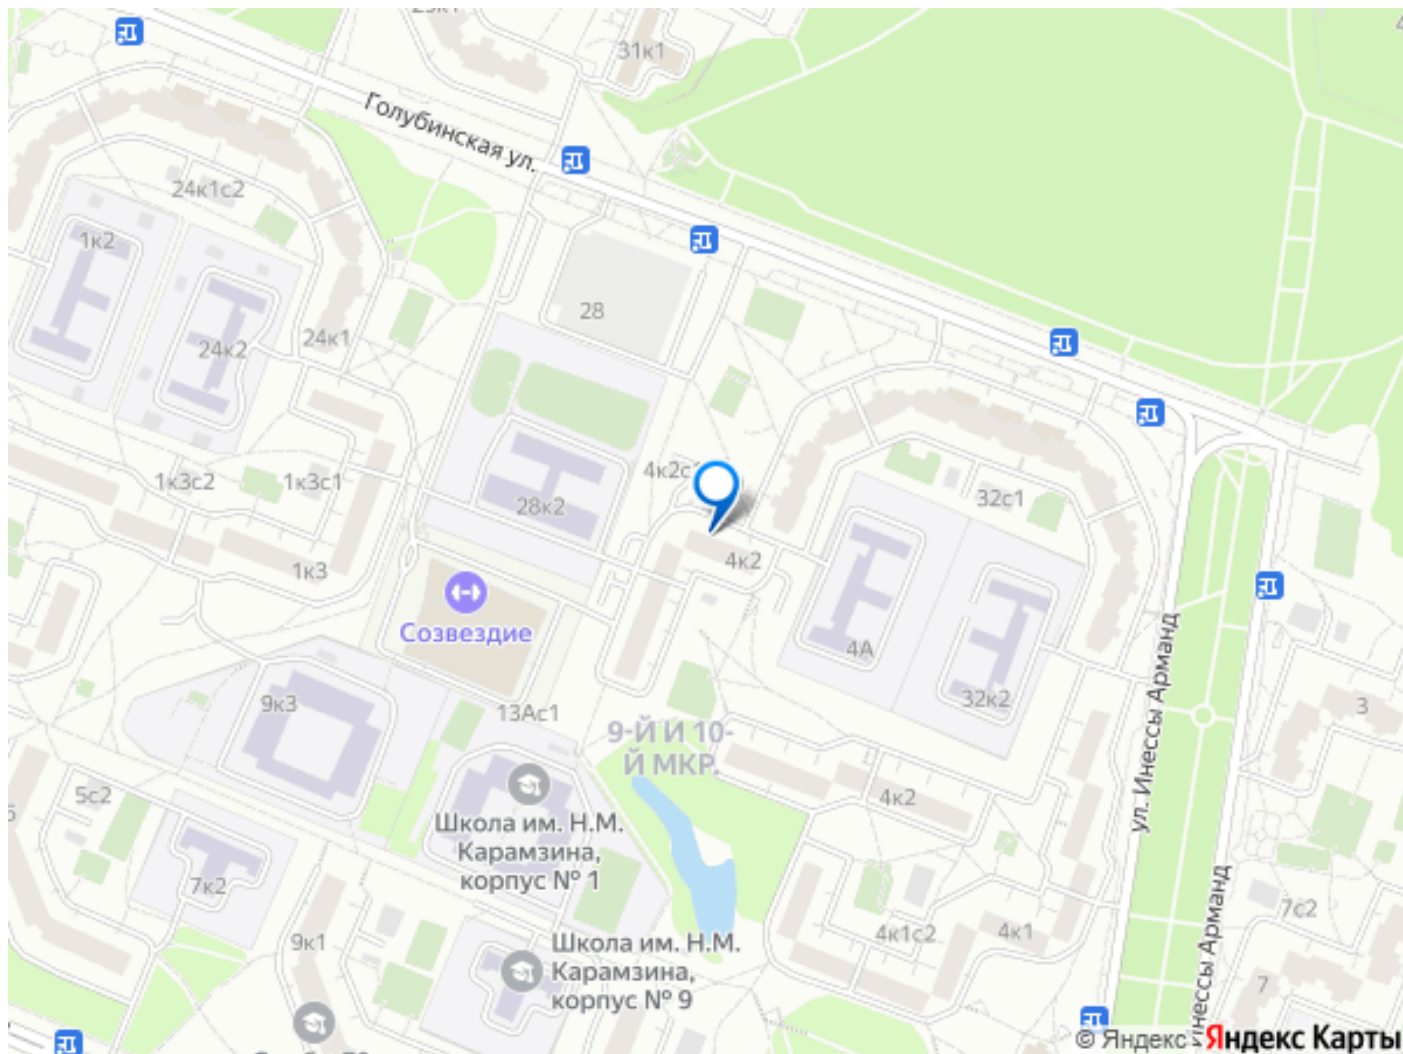 31к1
Голубинская ул.
24к1с2
1к2
28
24к1
24к2
4к2с1
1к3с2
1к3с1
32с1
28к2
4к2
1к3
Созвездие
4А
32к2
9к3
13Ас1
3
9-Й И 10-
Й МКР.
ул. Инессы Арманд
5с2
4к2
Школа им. Н.М.
Карамзина,
корпус № 1
7к2
7с2
9к1
4к1с2
4к1
Школа им. Н.М.
Карамзина,
корпус № 9
7
Инессы Арманд
© Яндекс
Яндекс Карты